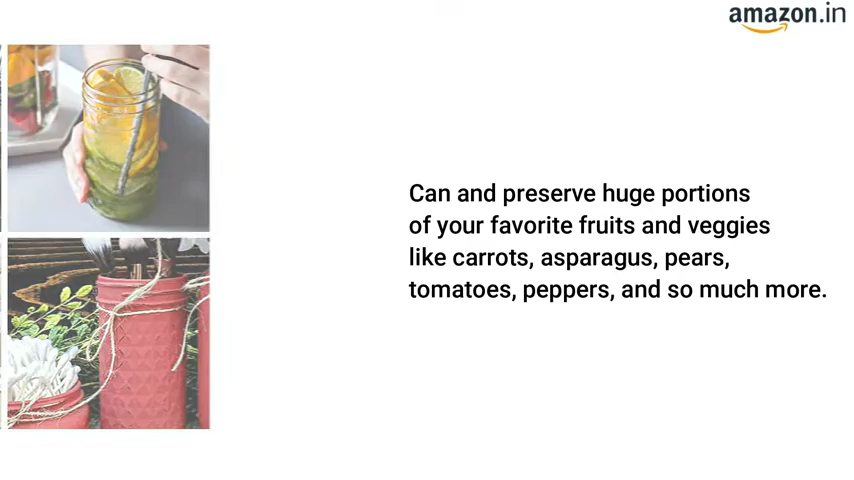 amazon.in
Can and preserve huge portions
of your favorite fruits and veggies
like carrots, asparagus, pears,
tomatoes, peppers, and so much more.